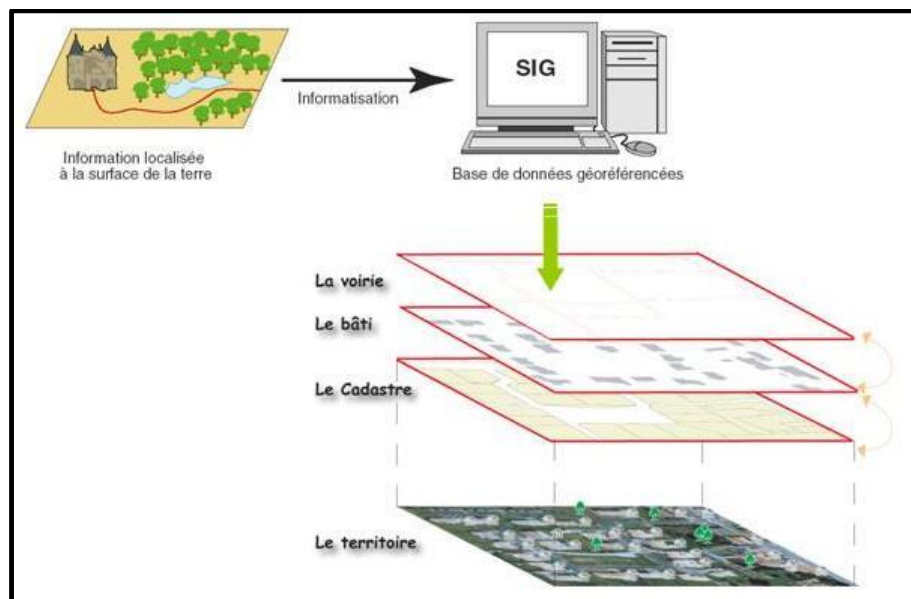 SIG
Informatisation
Information localisée
à la surface de la terre
Base de données géoréférencées
La voirie
Le bâti
Le Cadastre
Le territoire